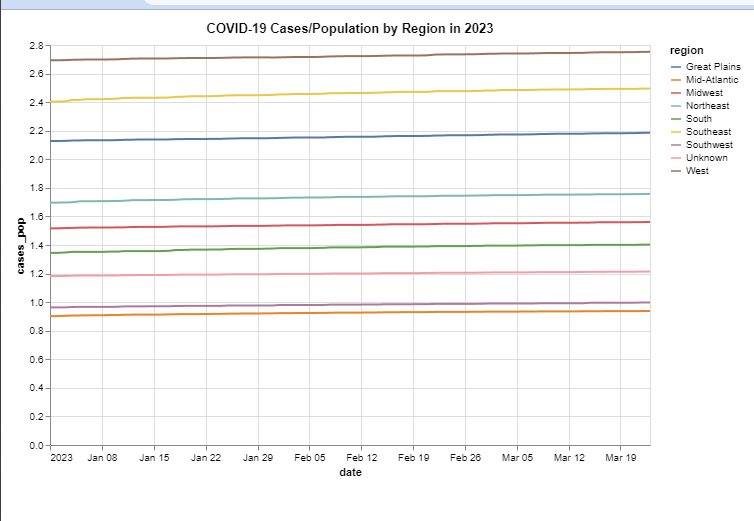 COVID-19 Cases/Population by Region in 2023
2.8
2.6
2.4
2.2
2.0
1.8
1.6
1.4
1.2
1.0
0.8
0.6
0.4
0.2
0.0
cases_pop
2023 Jan 08 Jan 15 Jan 22 Jan 29 Feb 05 Feb 12 Feb 19 Feb 26 Mar 05 Mar 12 Mar 19
date
region
Great Plains
Mid-Atlantic
Midwest
Northeast
South
Southeast
Southwest
Unknown
West